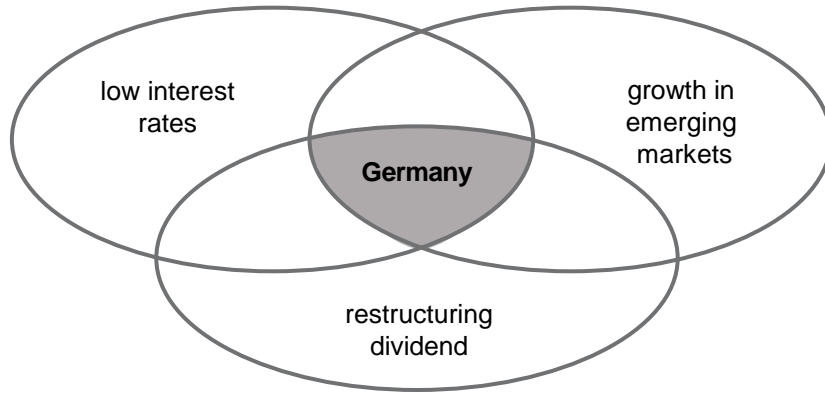 low interest
rates
growth in
emerging
markets
Germany
restructuring
dividend